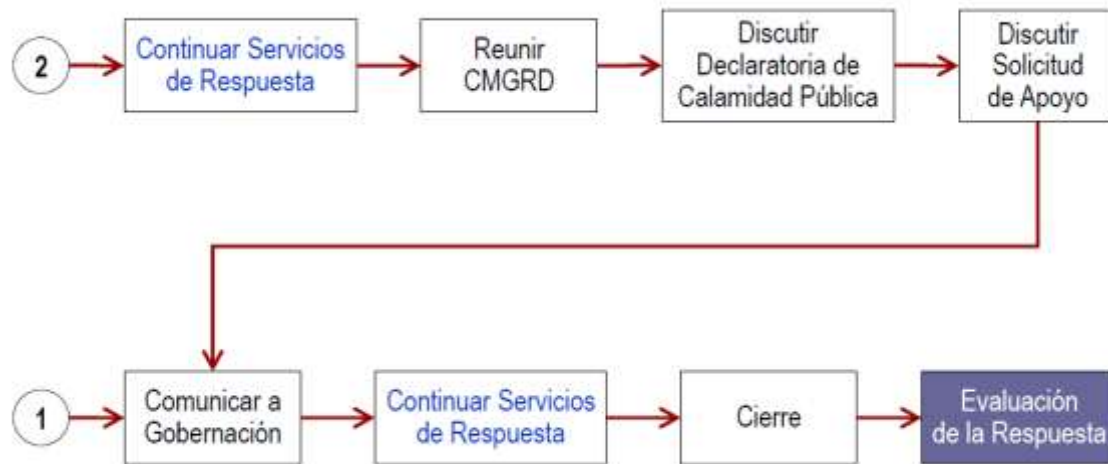 2
Continuar Servicios
de Respuesta
Reunir
CMGRD
Discutir
Declaratoria de
Calamidad Pública
Discutir
Solicitud
de Apoyo
1
Comunicar a
Gobernación
Continuar Servicios
de Respuesta
Cierre
Evaluación
de la Respuesta